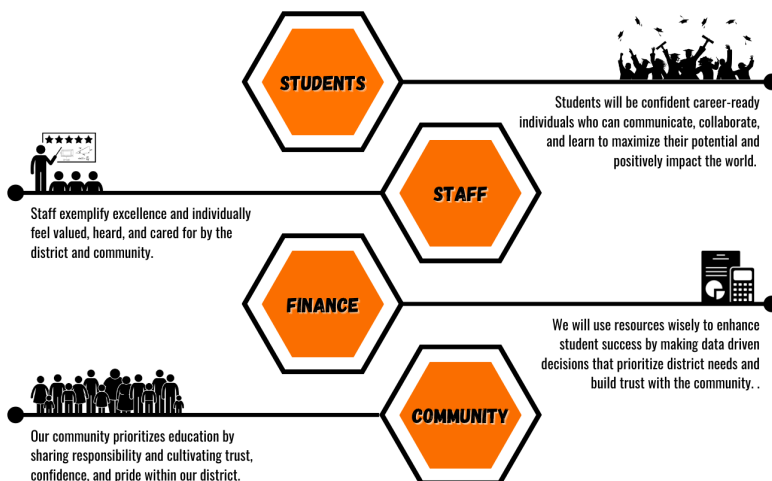 STUDENTS
Students will be confident career-ready
individuals who can communicate, collaborate,
and learn to maximize their potential and
positively impact the world.
STAFF
Staff exemplify excellence and individually
feel valued, heard, and cared for by the
district and community.
FINANCE
We will use resources wisely to enhance
student success by making data driven
decisions that prioritize district needs and
build trust with the community. .
COMMUNITY
Our community prioritizes education by
sharing responsibility and cultivating trust,
confidence, and pride within our district.